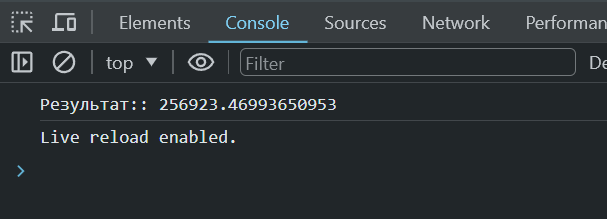 Elements Console Sources Network Performan
top Filter De
Результат:: 256923.46993650953
Live reload enabled.